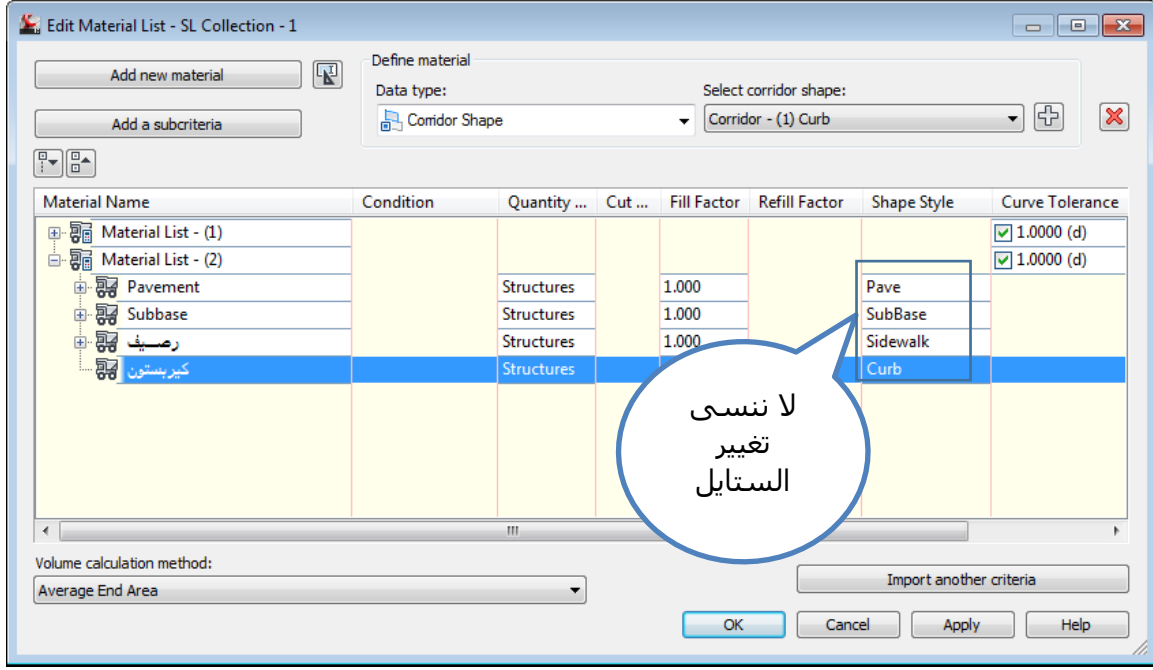 Edit Material List - SL Collection - 1
Add new material
Define material
Data type:
Select corridor shape:
Corridor Shape
Corridor - (1) Curb
Add a subcriteria
Material Name Condition Quantity ... Cut ... Fill Factor Refill Factor Shape Style Curve Tolerance
Material List - (1) 1.0000 (d)
Material List - (2) 1.0000 (d)
Pavement Structures 1.000 Pave
Subbase Structures 1.000 SubBase
رصيف Structures 1.000 Sidewalk
كيربستون Structures Curb
لا ننسى
تغيير
الستايل
Volume calculation method:
Average End Area
Import another criteria
OK Cancel Apply Help